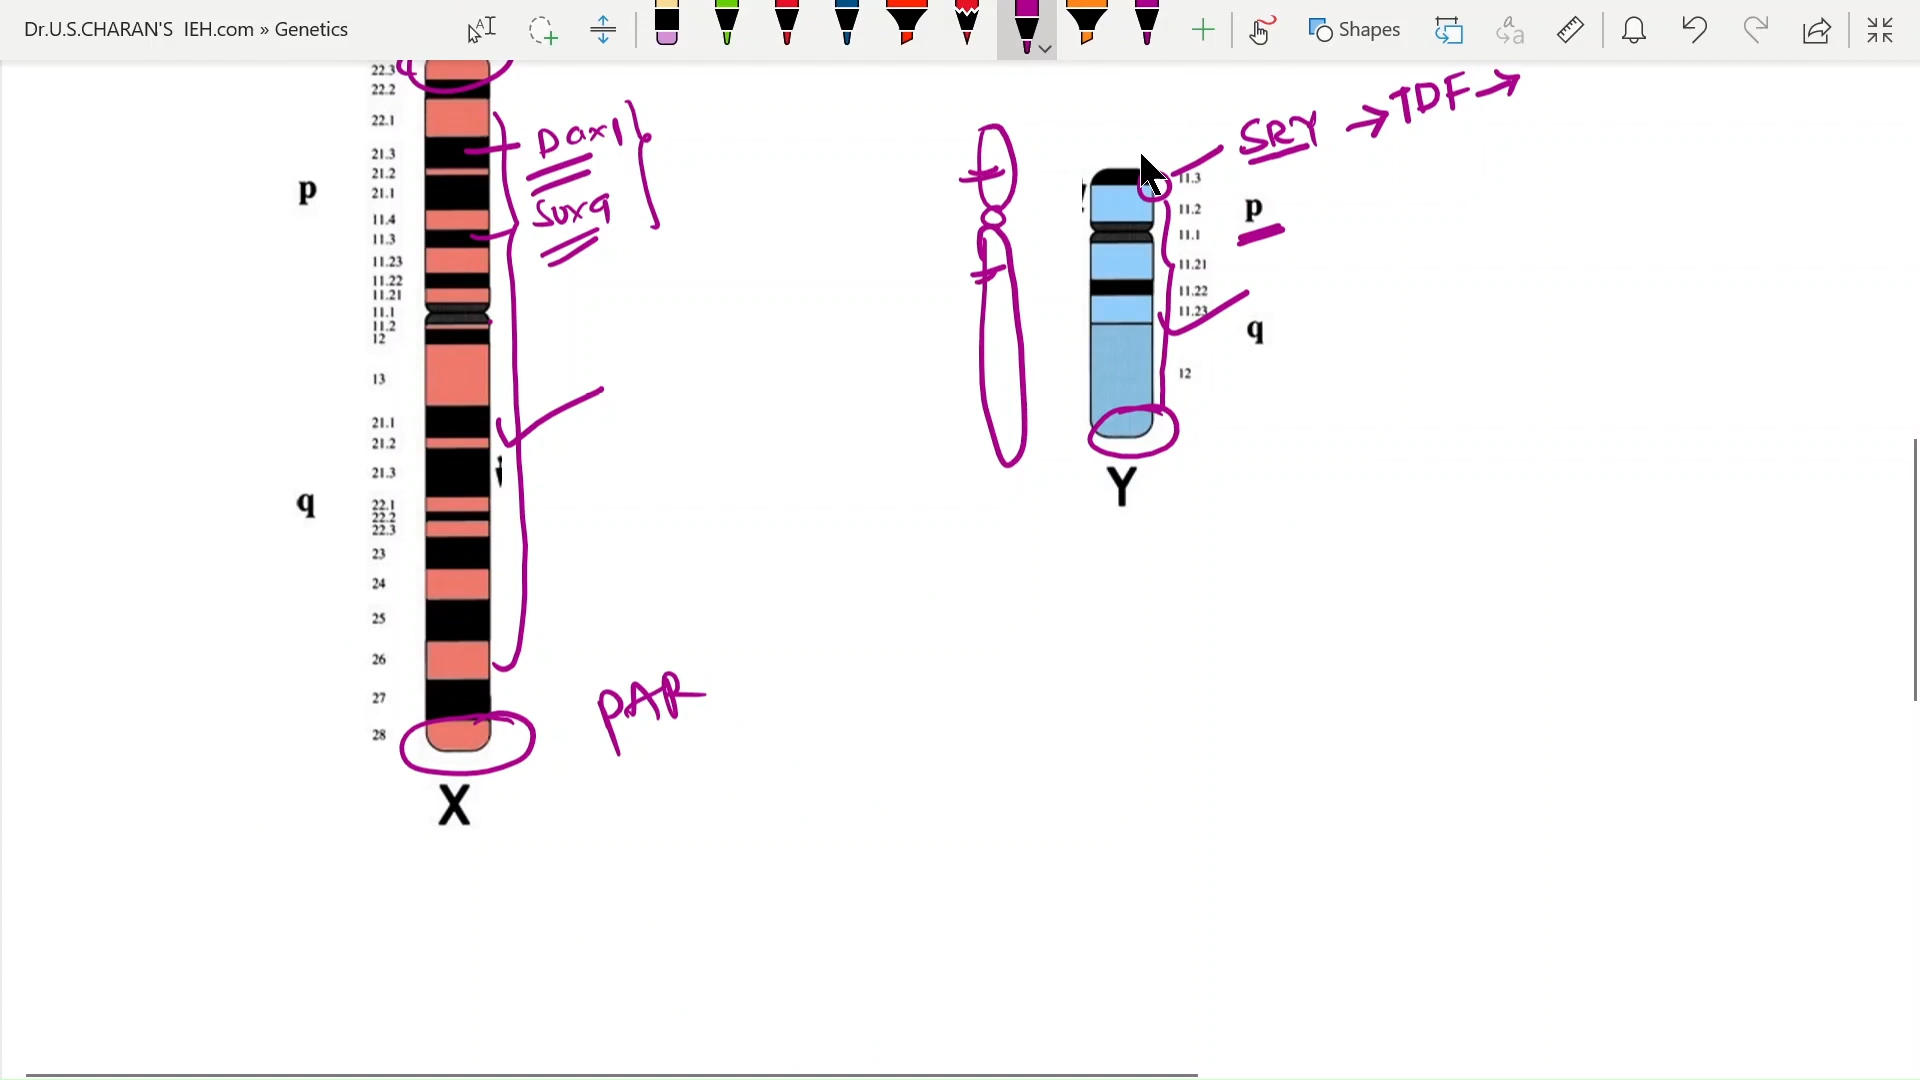 Dr.U.S.CHARAN'S IEH.com » Genetics
Shapes
22.3
22.2
22.1
21.3
21.2
21.1
11.4
11.3
11.23
11.22
11.21
11.1
11.2
12
13
21.1
21.2
21.3
22.1
22.2
22.3
23
24
25
26
27
28
p
q
X
Dax1
Sox9
PAR
SRY → TDF →
11.3
11.2
11.1
11.21
11.22
11.23
12
p
q
Y